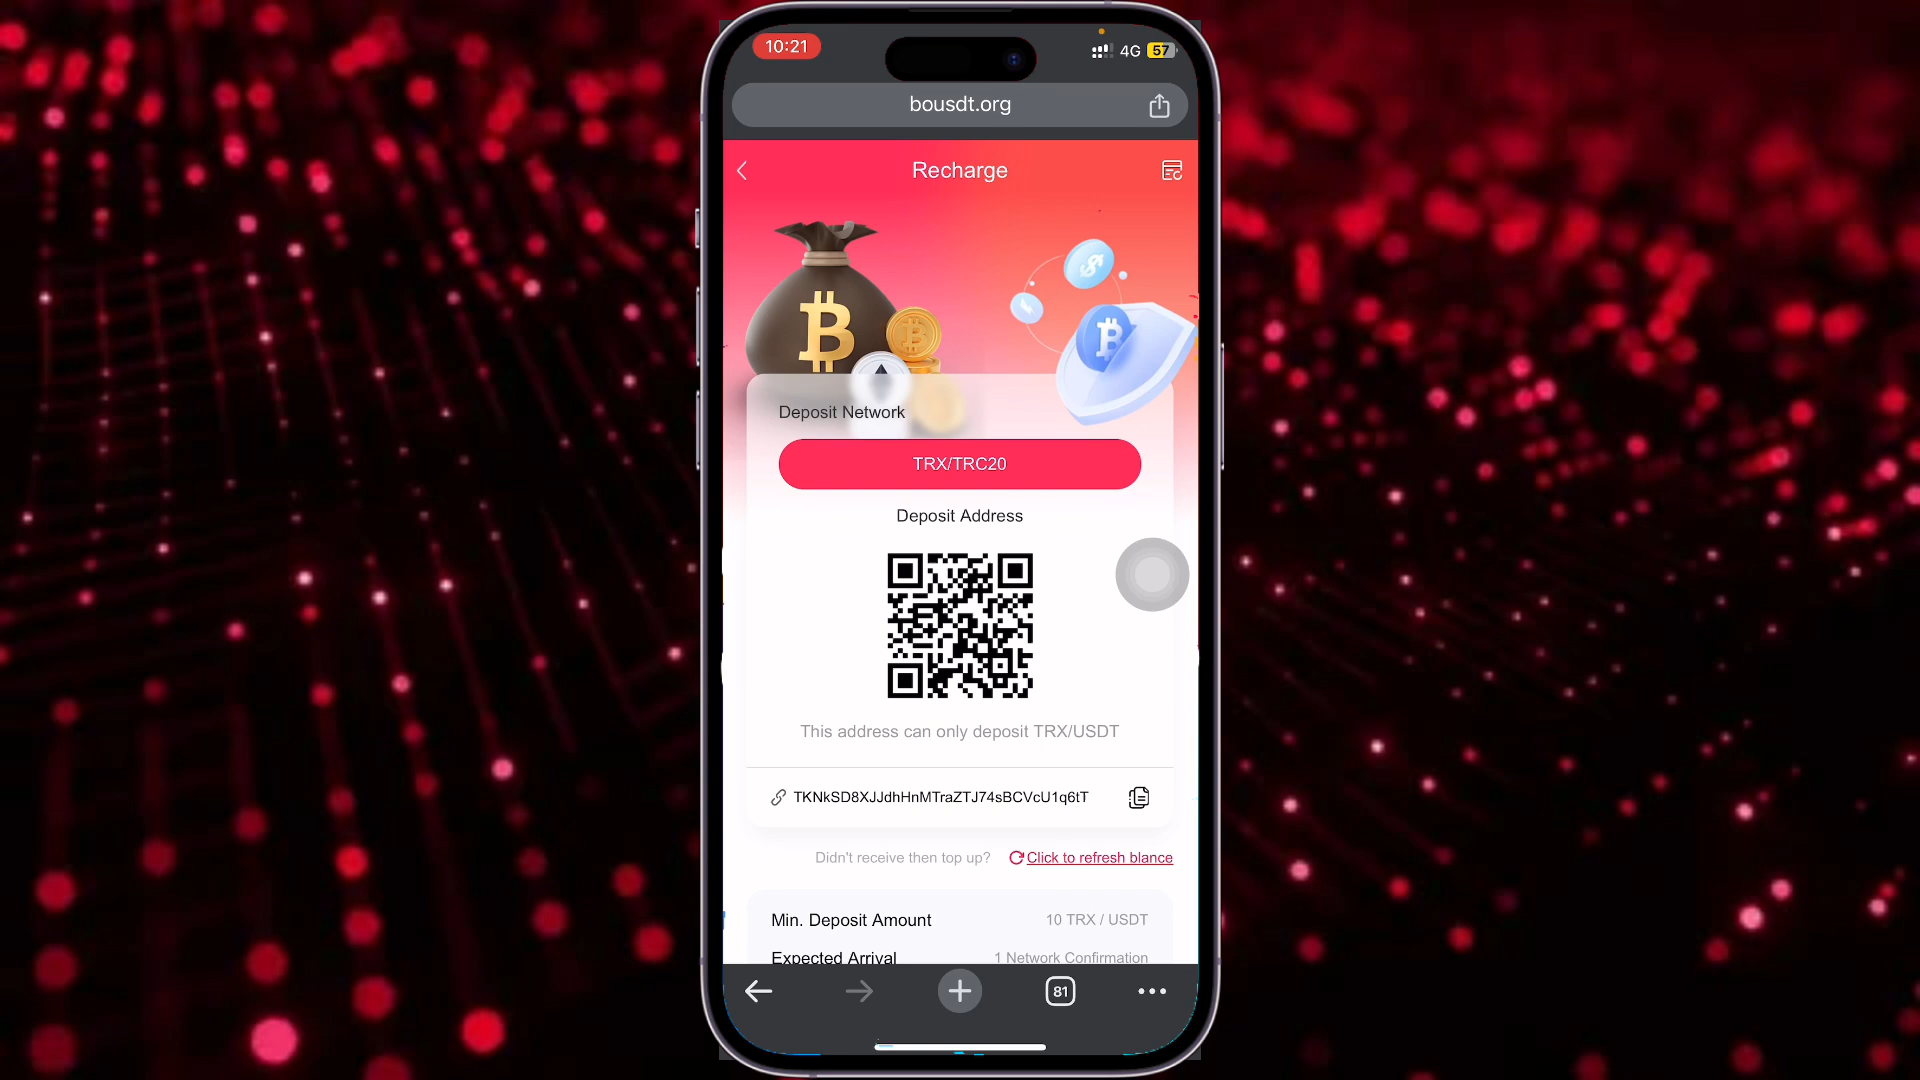 10:21
4G 57
bousdt.org
Recharge
Deposit Network
TRX/TRC20
Deposit Address
This address can only deposit TRX/USDT
TKNkSD8XJJdhHnMTraZTJ74sBCVcU1q6tT
Didn't receive then top up? Click to refresh blance
Min. Deposit Amount 10 TRX / USDT
Expected Arrival 1 Network Confirmation
81